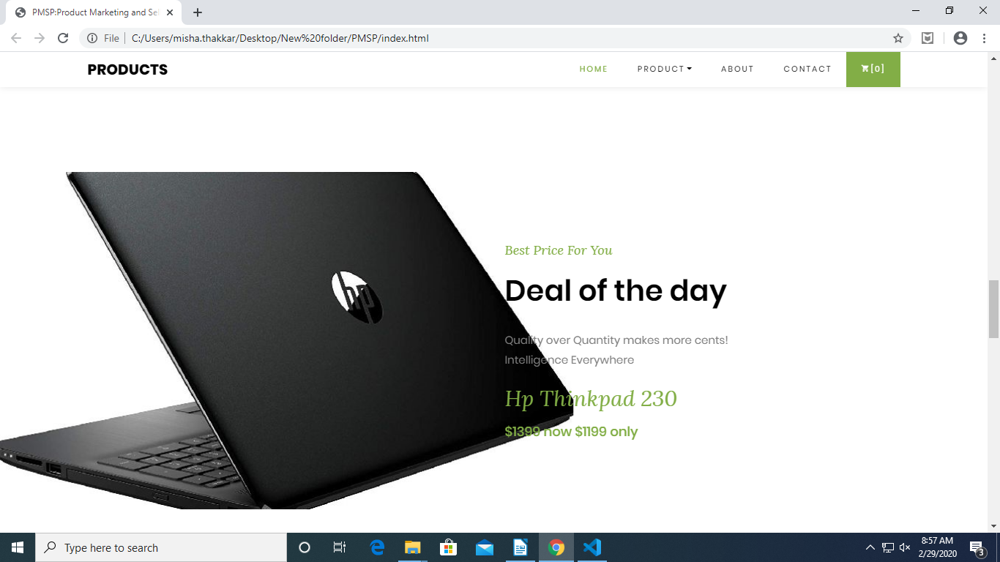 PMSP:Product Marketing and Sel
File C:/Users/misha.thakkar/Desktop/New%20folder/PMSP/index.html
PRODUCTS HOME PRODUCT ABOUT CONTACT [0]
hp
Best Price For You
Deal of the day
Quality over Quantity makes more cents!
Intelligence Everywhere
Hp Thinkpad 230
$1399 now $1199 only
Type here to search
8:57 AM
2/29/2020
3